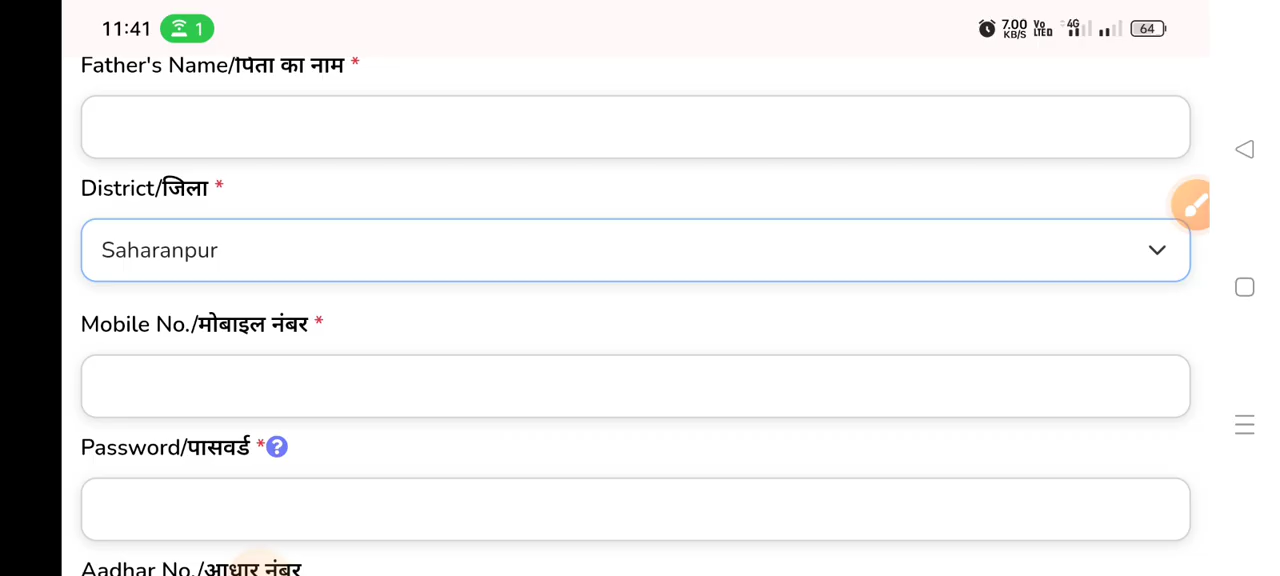 11:41 1 7.00 KB/S Vo LTED 4G 64
Father's Name/पिता का नाम *
District/जिला *
Saharanpur
Mobile No./मोबाइल नंबर *
Password/पासवर्ड *?
Aadhar No./आधार नंबर